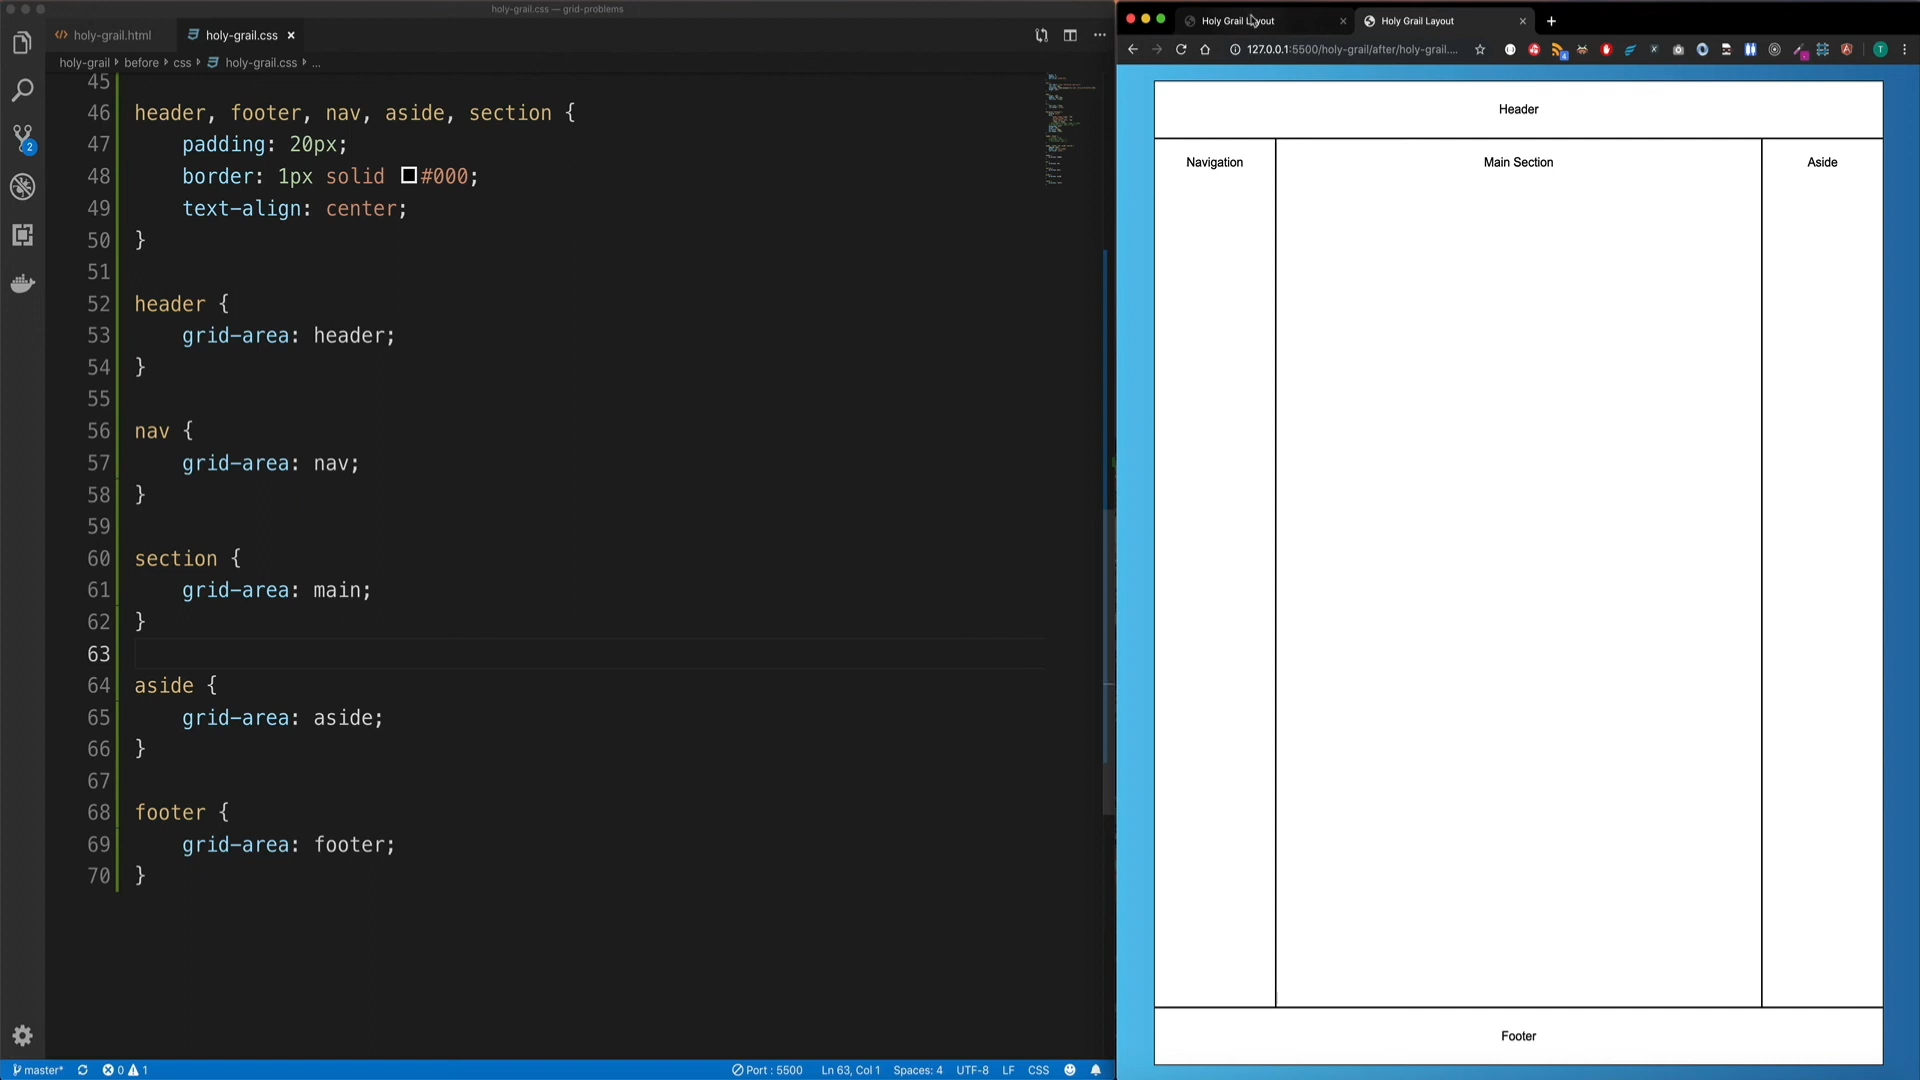 holy-grail.css — grid-problems
holy-grail.html
holy-grail.css
holy-grail › before › css › holy-grail.css › ...
45
46 header, footer, nav, aside, section {
47 padding: 20px;
48 border: 1px solid #000;
49 text-align: center;
50 }
51
52 header {
53 grid-area: header;
54 }
55
56 nav {
57 grid-area: nav;
58 }
59
60 section {
61 grid-area: main;
62 }
63
64 aside {
65 grid-area: aside;
66 }
67
68 footer {
69 grid-area: footer;
70 }
2
master*
0
1
Port : 5500
Ln 63, Col 1
Spaces: 4
UTF-8
LF
CSS
Holy Grail Layout
Holy Grail Layout
127.0.0.1:5500/holy-grail/after/holy-grail....
T
Header
Navigation
Main Section
Aside
Footer